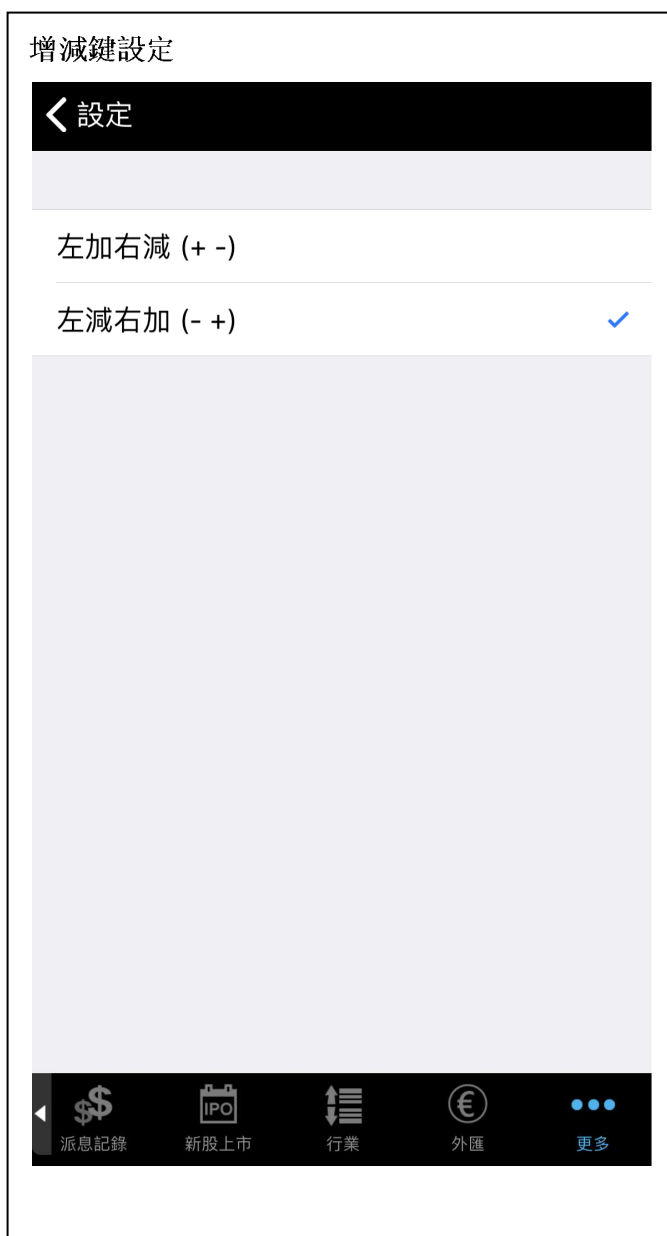 增減鍵設定
設定
左加右減 (+ -)
左減右加 (- +)
$$
IPO
€
派息記錄 新股上市 行業 外匯 更多